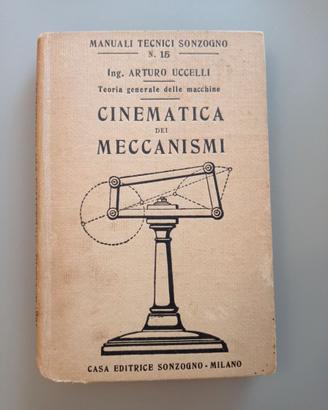 MANUALI TECNICI SONZOGNO
N. 15
Ing. ARTURO UCCELLI
Teoria generale delle macchine
CINEMATICA
DEI
MECCANISMI
CASA EDITRICE SONZOGNO - MILANO